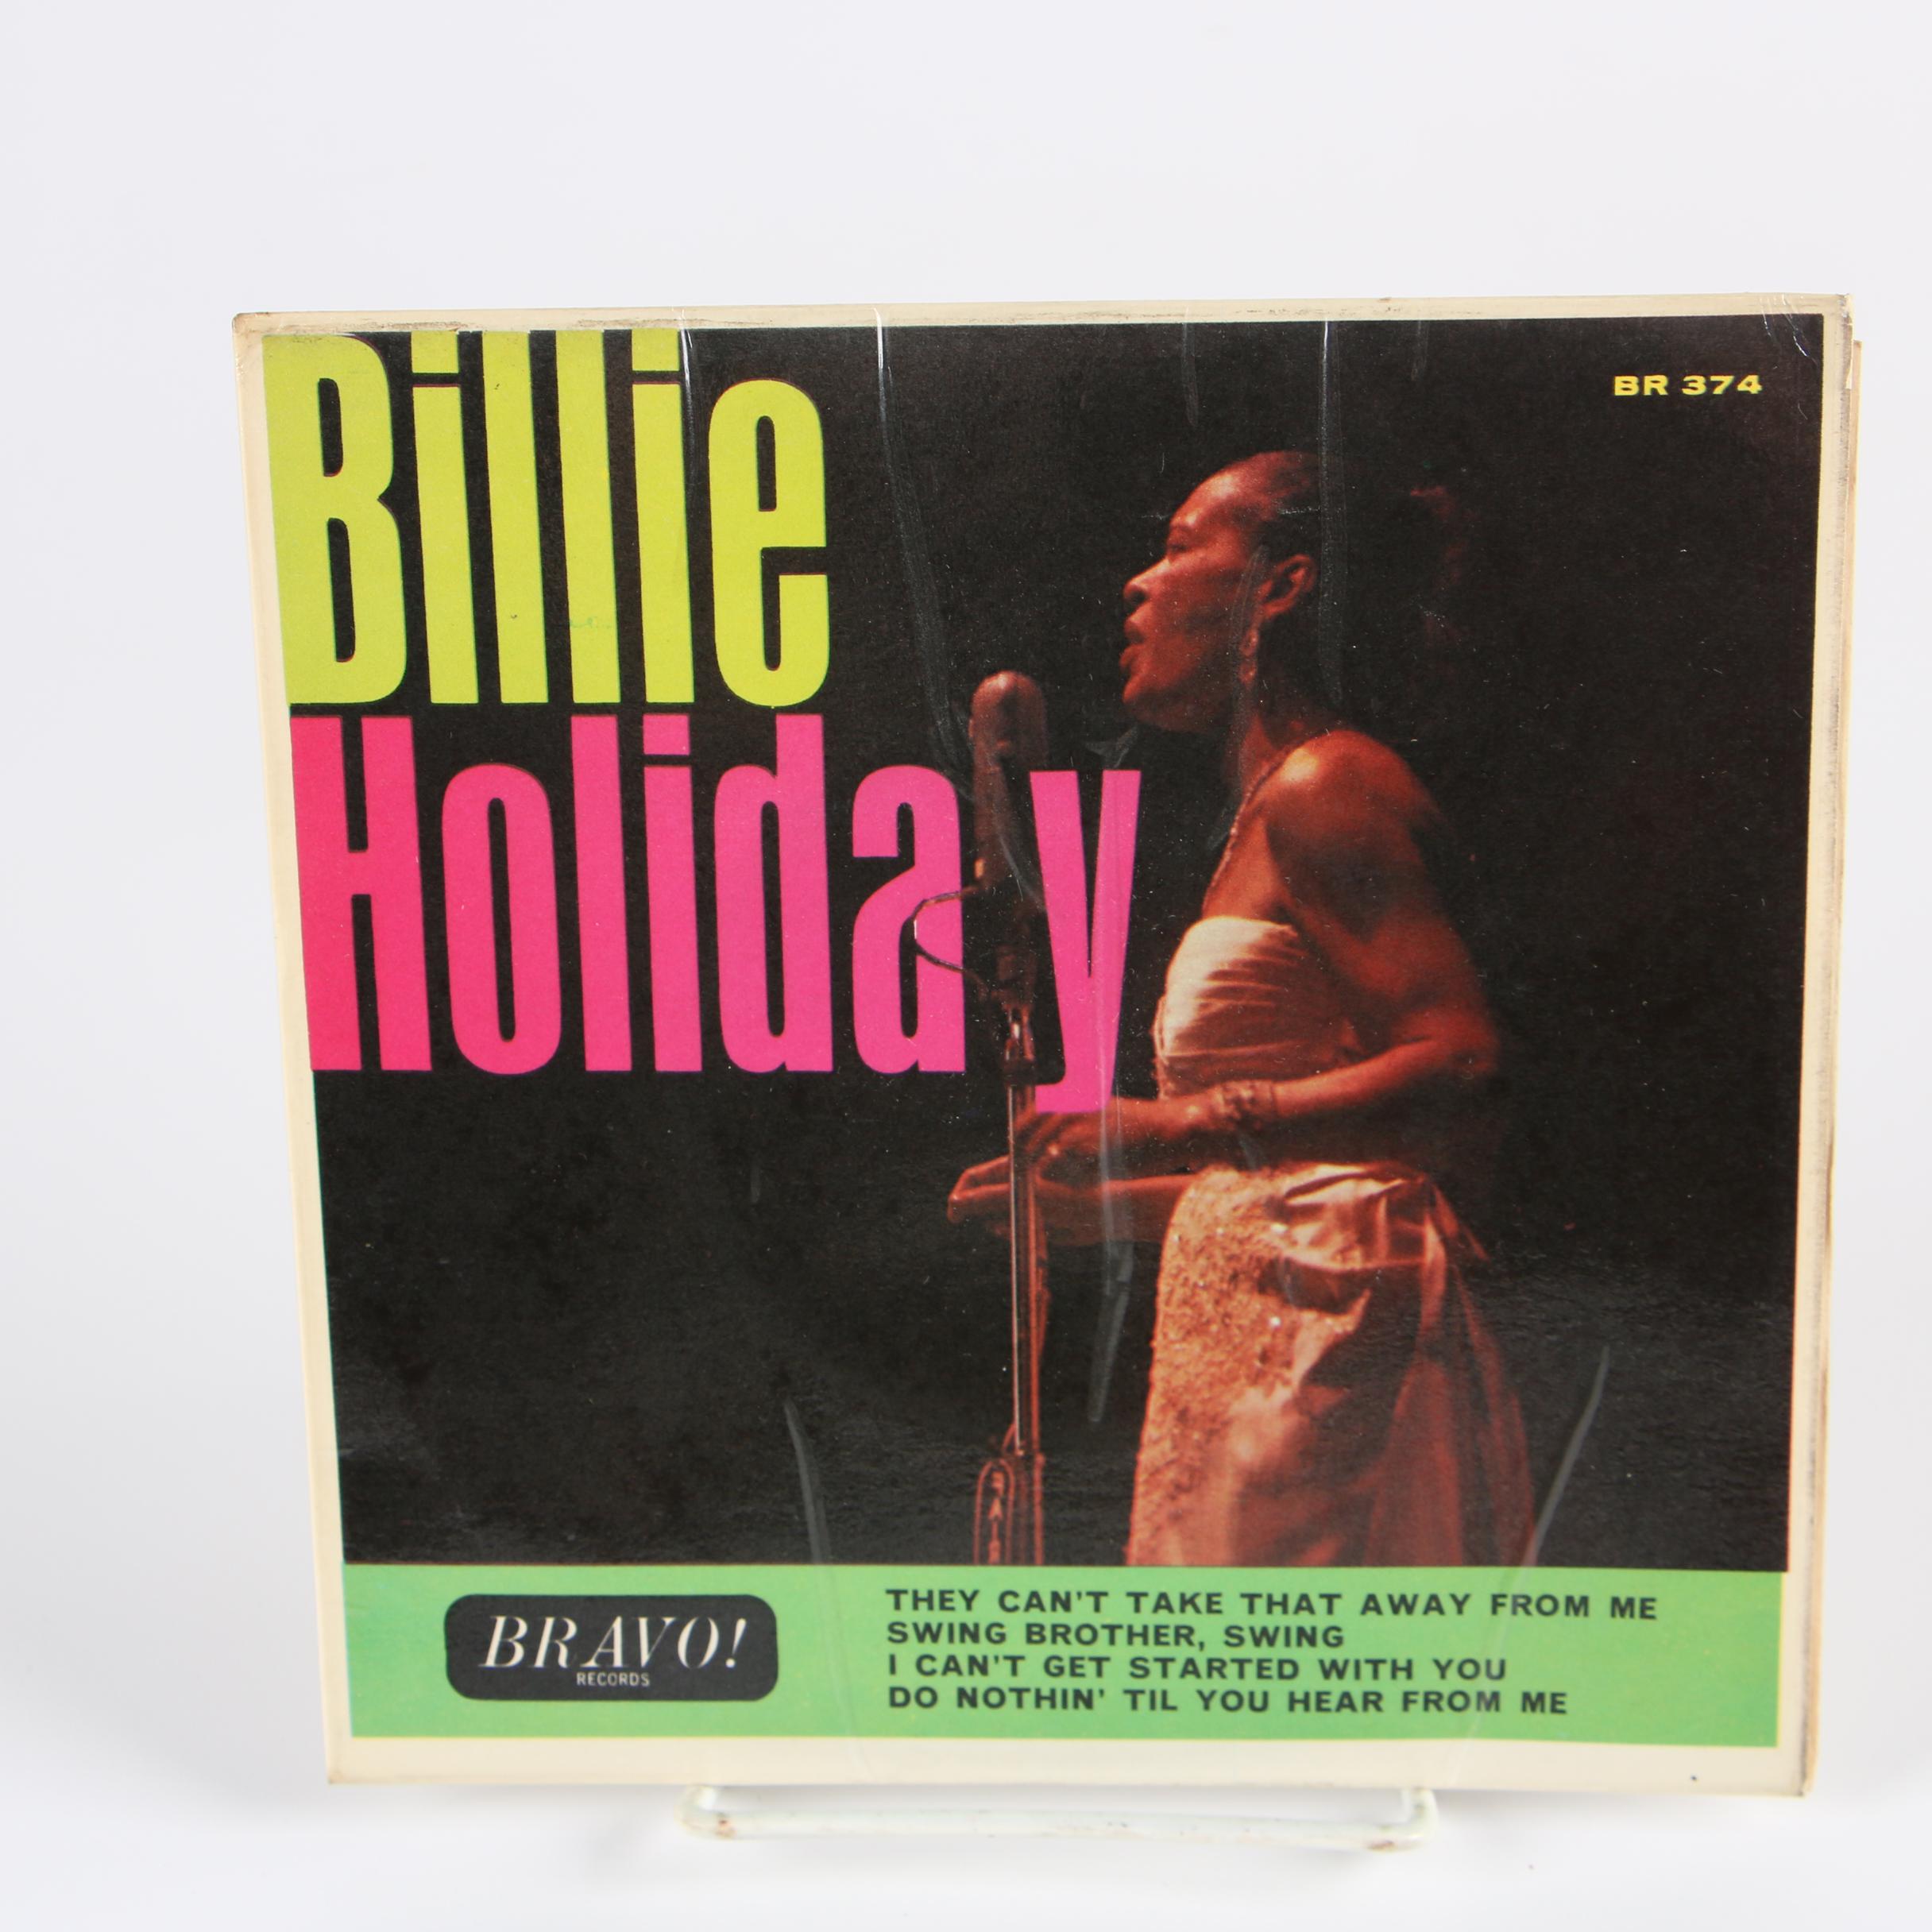 Billie
BR 374
Holiday
BRAVO!
RECORDS
THEY CAN'T TAKE THAT AWAY FROM ME
SWING BROTHER, SWING
I CAN'T GET STARTED WITH YOU
DO NOTHIN' TIL YOU HEAR FROM ME